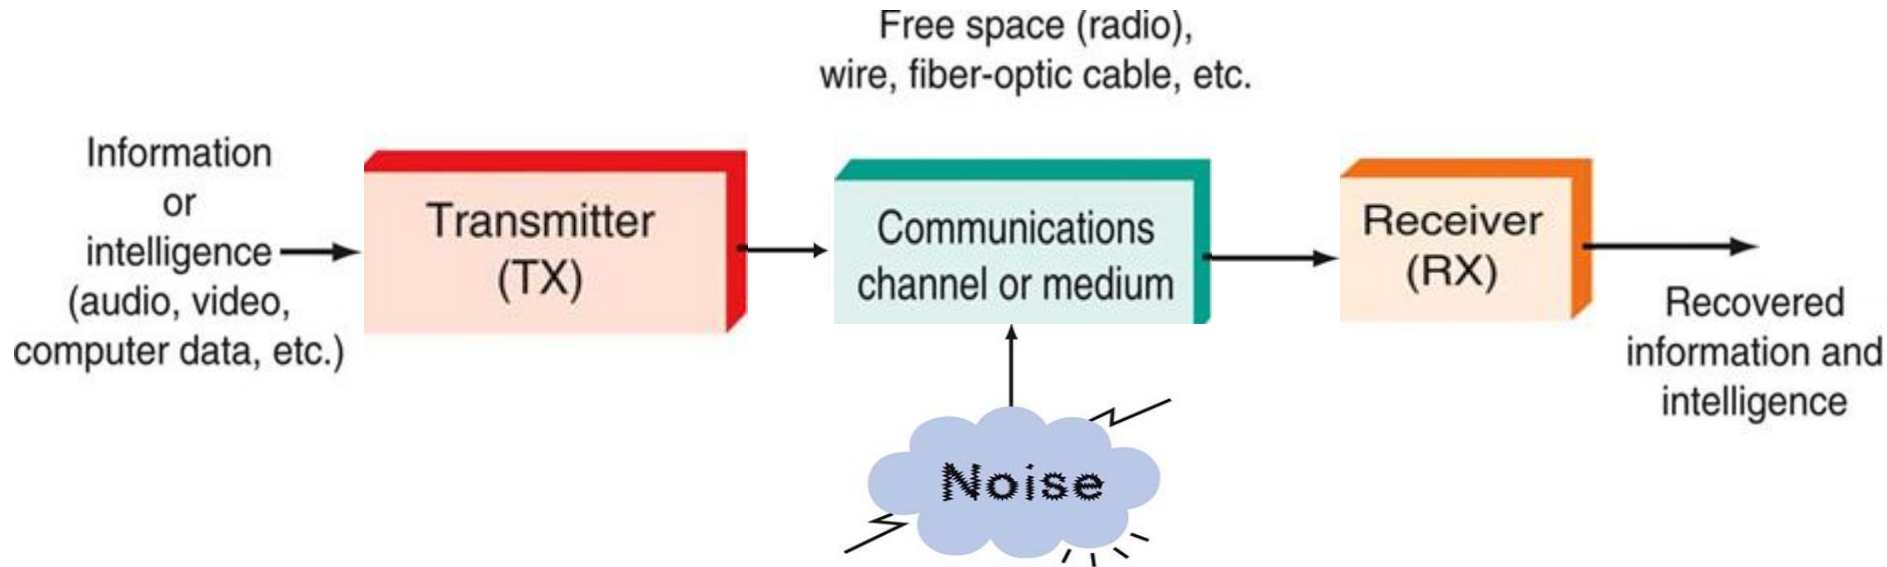 Free space (radio),
wire, fiber-optic cable, etc.
Information
or
intelligence
(audio, video,
computer data, etc.)
Transmitter
(TX)
Communications
channel or medium
Receiver
(RX)
Recovered
information and
intelligence
Noise